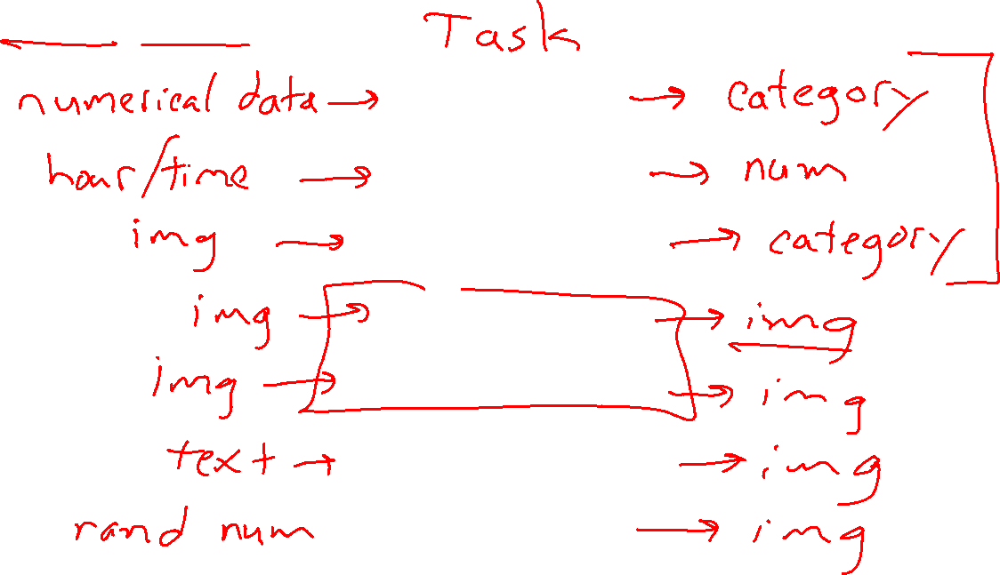 Task
numerical data → → category
hour/time → → num
img → → category
img → → img
img → → img
text → → img
rand num → img